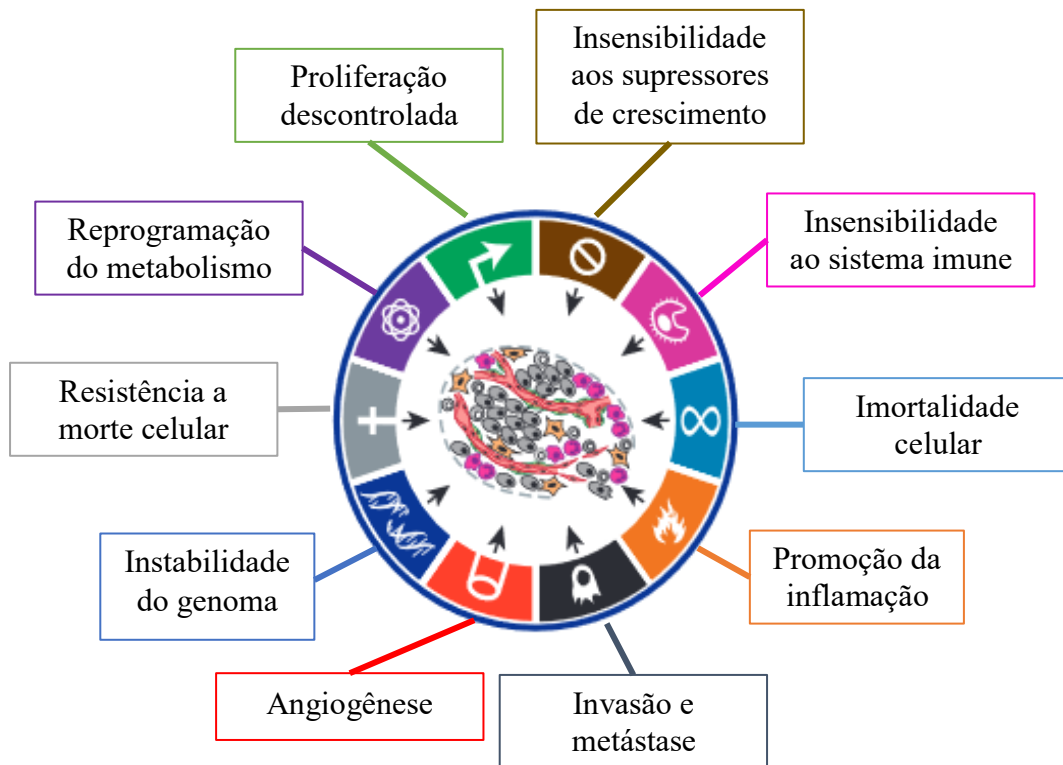 Insensibilidade
aos supressores
de crescimento
Proliferação
descontrolada
Reprogramação
do metabolismo
Insensibilidade
ao sistema imune
Resistência a
morte celular
Imortalidade
celular
Instabilidade
do genoma
Promoção da
inflamação
Angiogênese
Invasão e
metástase